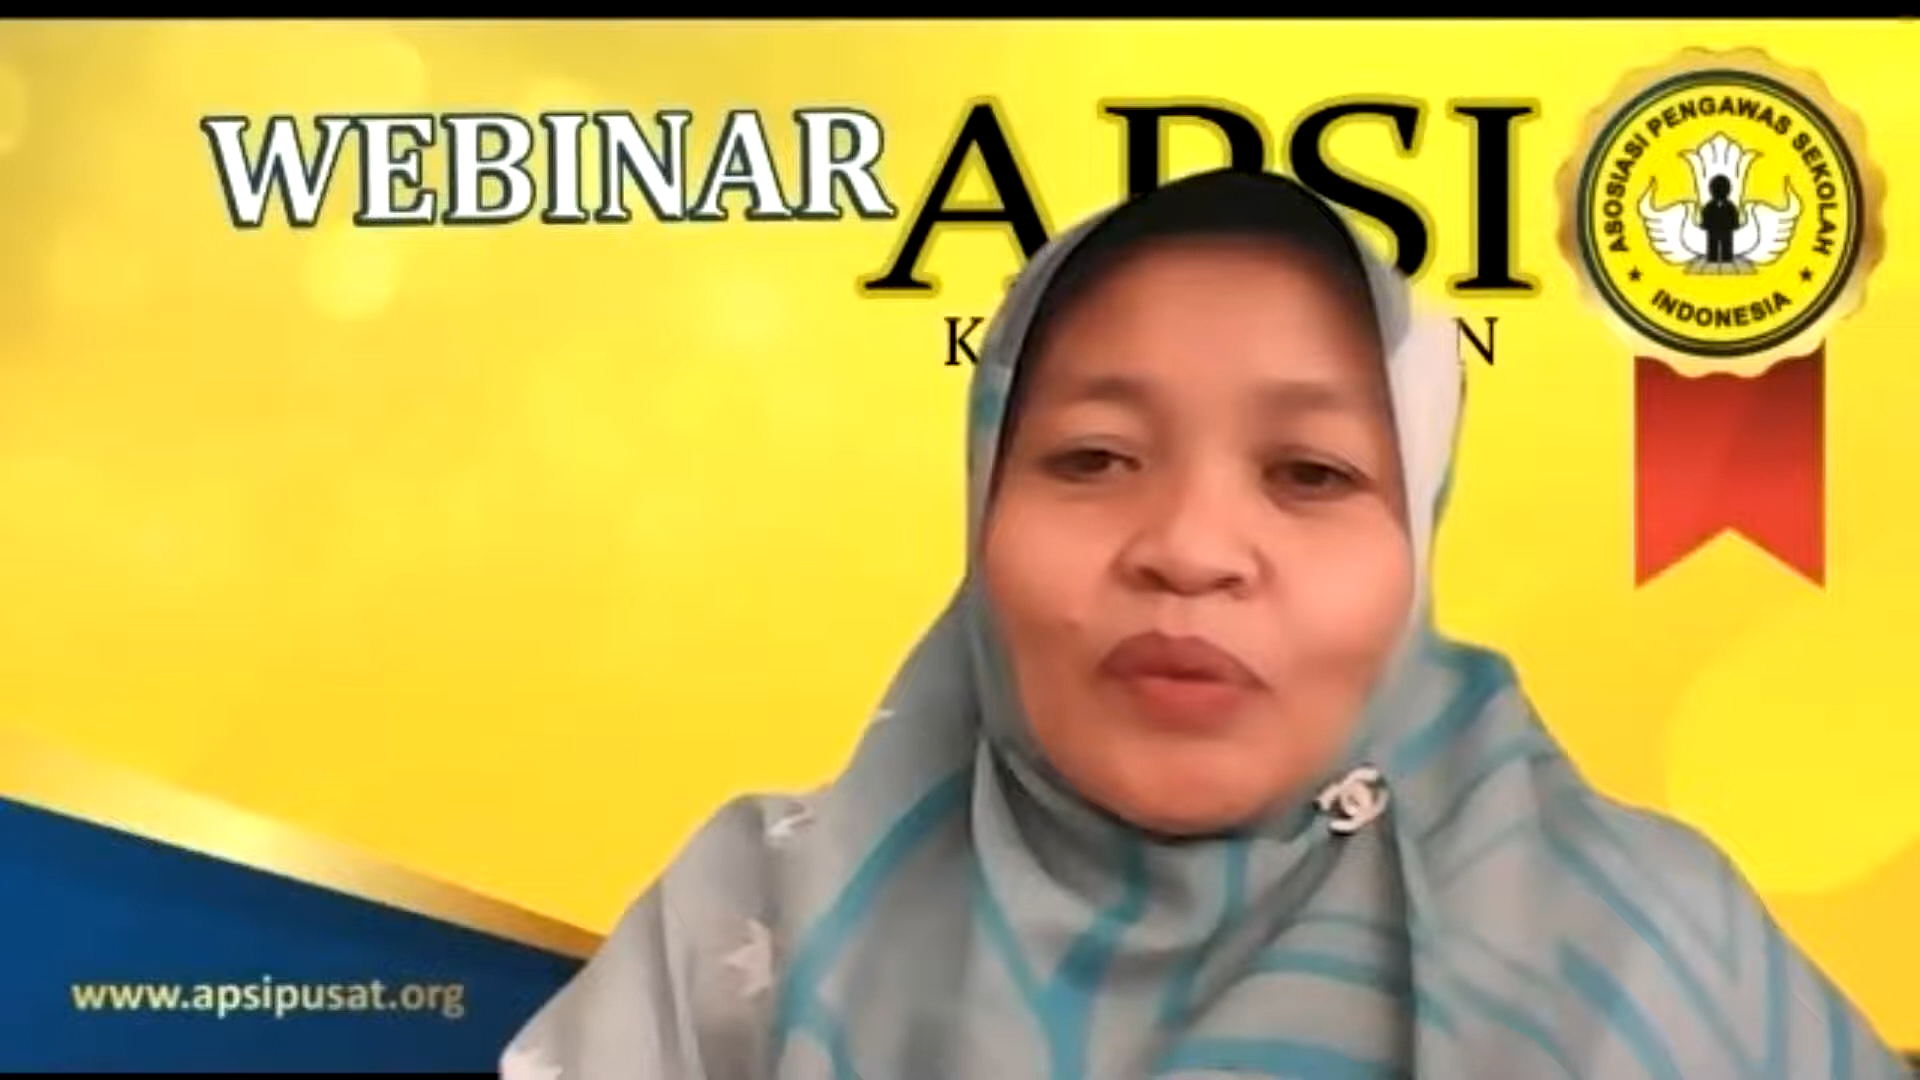 WEBINAR APSI
ASOSIASI PENGAWAS SEKOLAH
INDONESIA
www.apsipusat.org